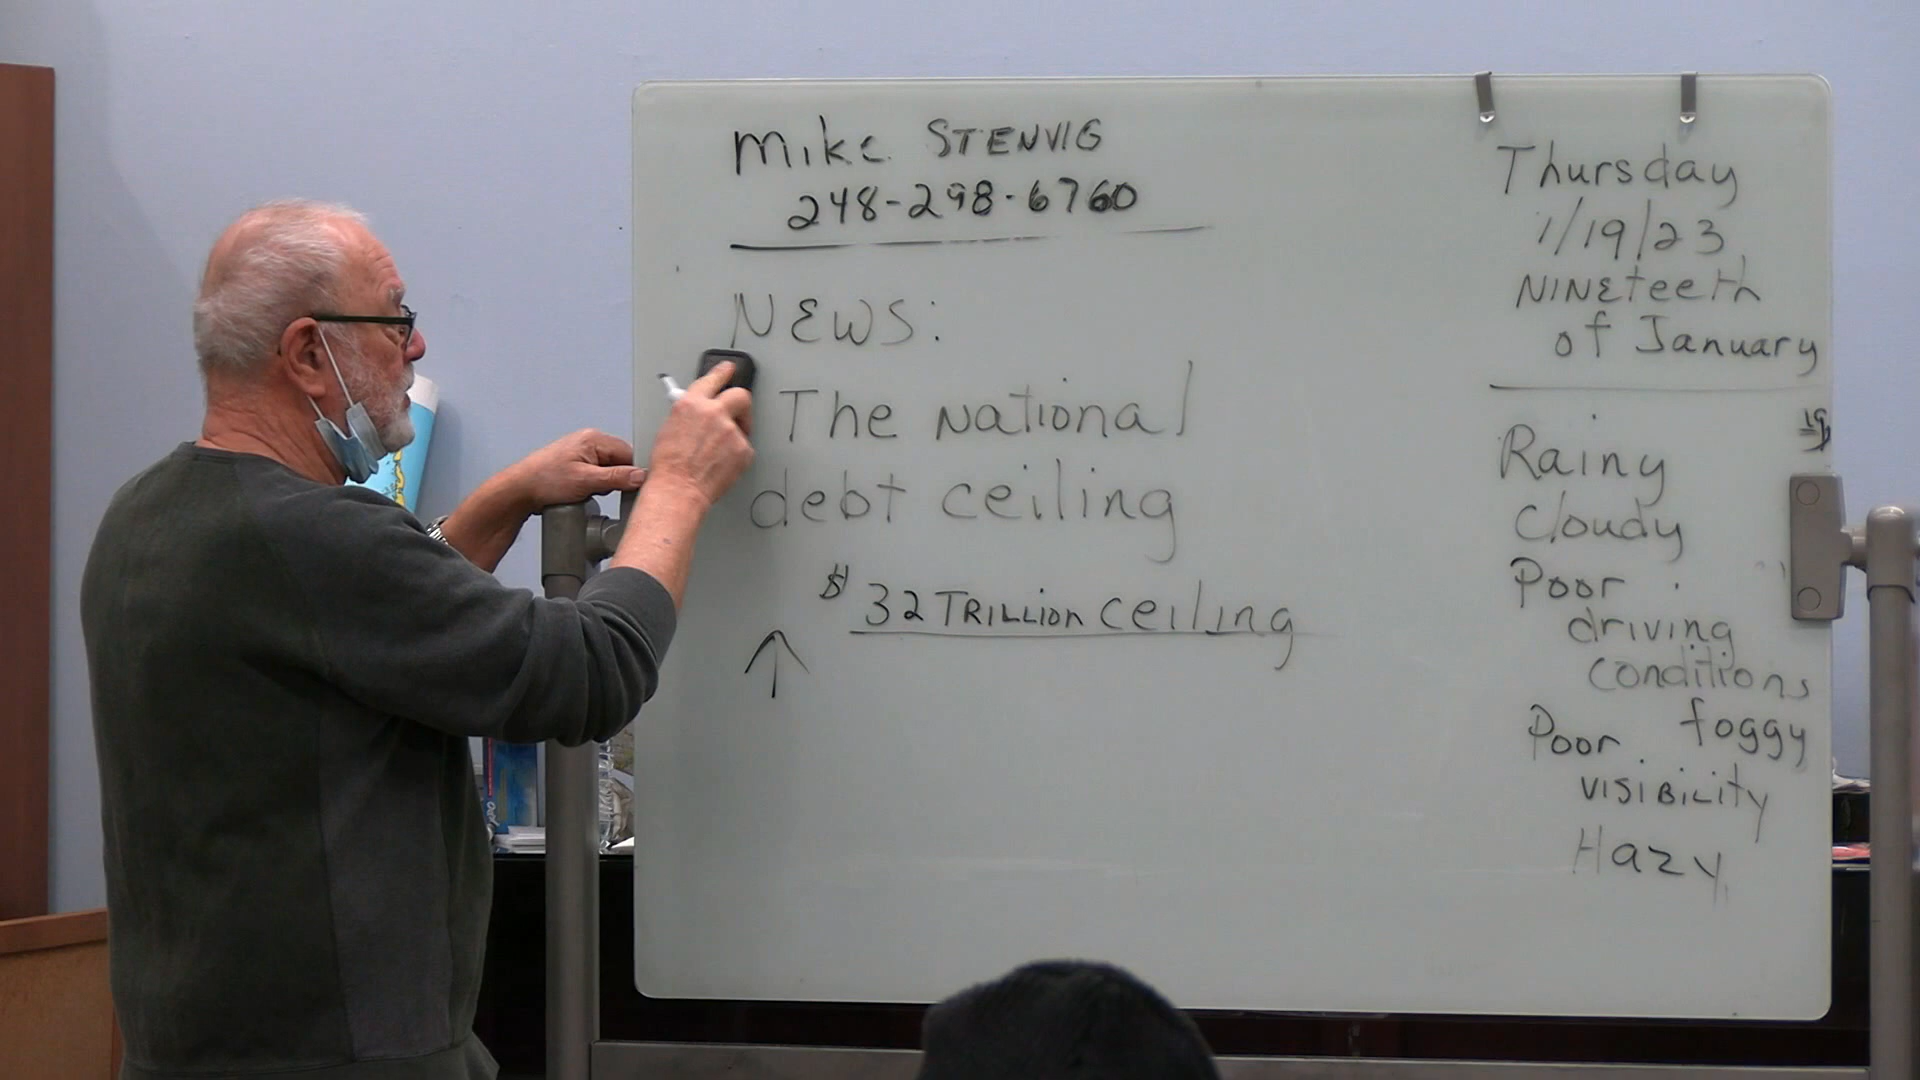 Mike STENVIG
248-298-6760
NEWS:
The National
debt ceiling
$ 32 TRILLION ceiling
↑
Thursday
1/19/23
NINEteeth
of January
19
Rainy
Cloudy
Poor
driving
conditions
foggy
Poor
visibility
Hazy